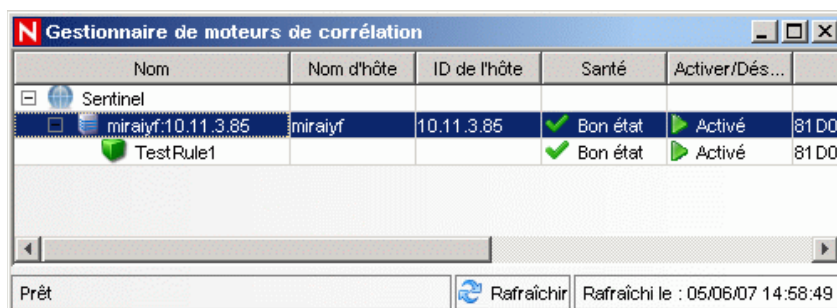 N Gestionnaire de moteurs de corrélation
Nom Nom d'hôte ID de l'hôte Santé Activer/Dés...
Sentinel
miraiyf:10.11.3.85 miraiyf 10.11.3.85 Bon état Activé 81D0
TestRule1 Bon état Activé 81D0
Prêt Rafraîchir Rafraîchi le : 05/06/07 14:58:49